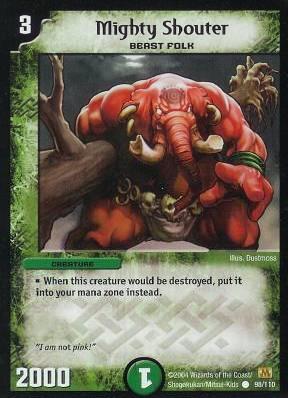 3
Mighty Shouter
BEAST FOLK
Illus. Dustmoss
CREATURE
▪ When this creature would be destroyed, put it
into your mana zone instead.
"I am not pink!"
2000
1
©2004 Wizards of the Coast/
Shogakukan/Mitsui-Kids
98/110